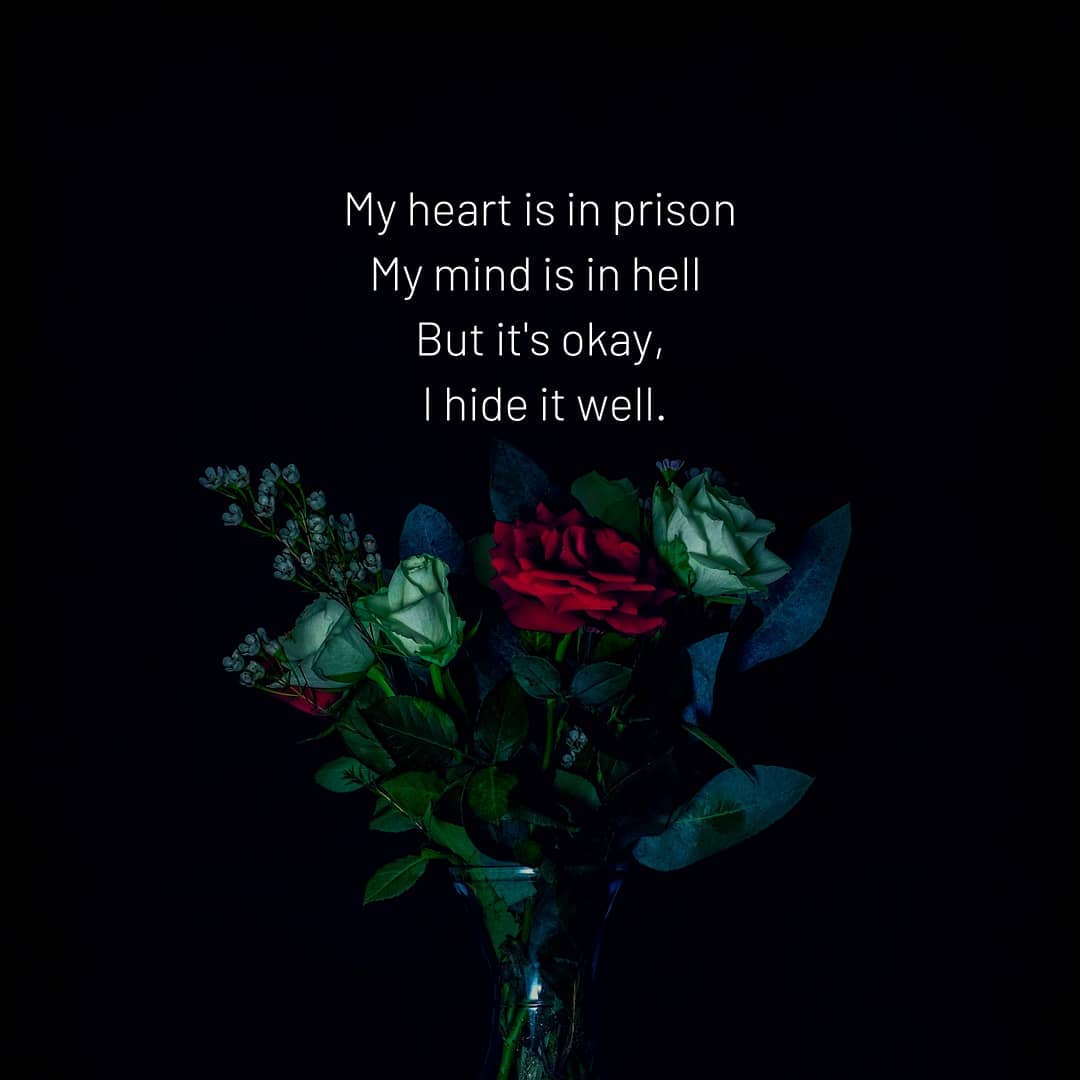 My heart is in prison
My mind is in hell
But it's okay,
I hide it well.